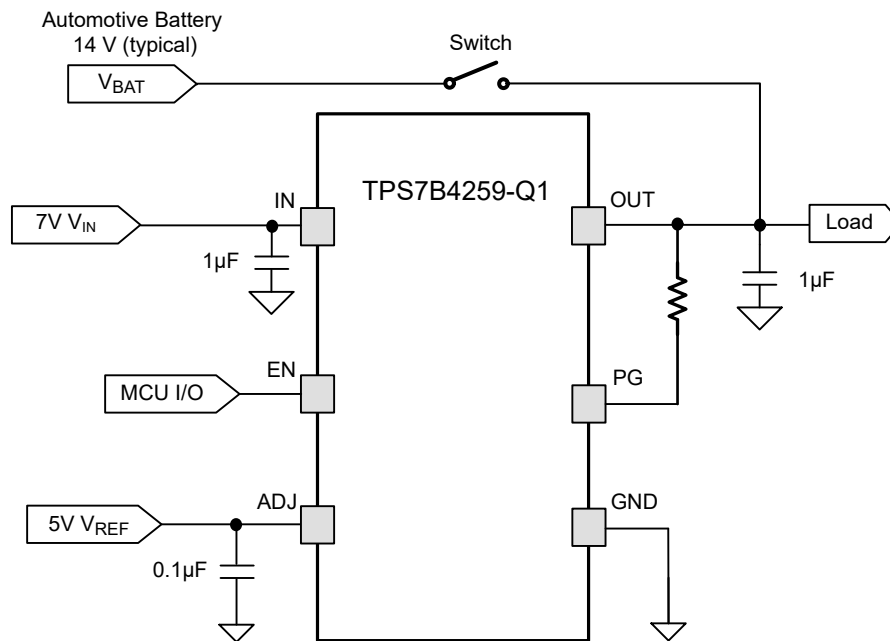 Automotive Battery
14 V (typical)
Switch
VBAT
TPS7B4259-Q1
IN
OUT
7V VIN
Load
1µF
1µF
EN
PG
MCU I/O
ADJ
GND
5V VREF
0.1µF